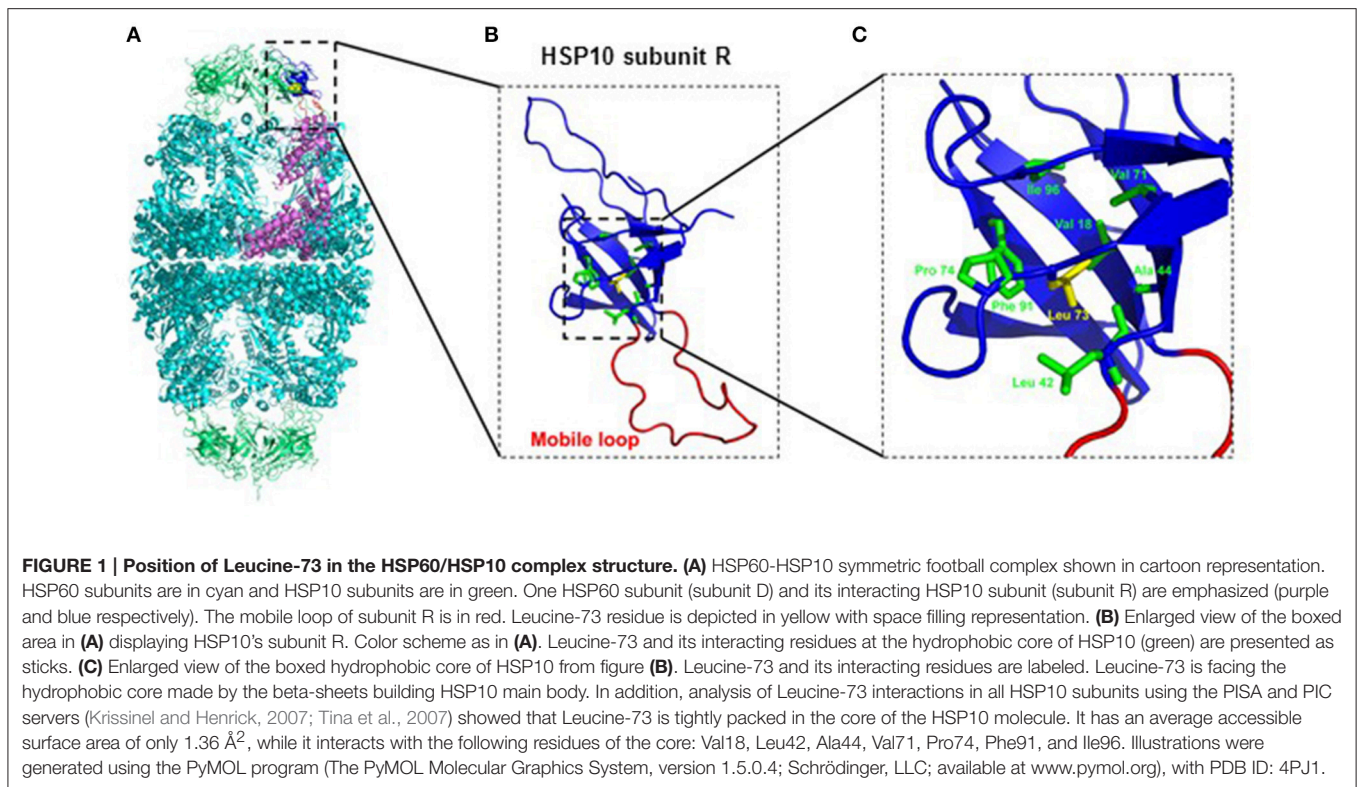 A
B
C
HSP10 subunit R
Mobile loop
Ile 96
Val 71
Val 18
Pro 74
Ala 44
Phe 91
Leu 73
Leu 42
FIGURE 1 | Position of Leucine-73 in the HSP60/HSP10 complex structure. (A) HSP60-HSP10 symmetric football complex shown in cartoon representation.
HSP60 subunits are in cyan and HSP10 subunits are in green. One HSP60 subunit (subunit D) and its interacting HSP10 subunit (subunit R) are emphasized (purple
and blue respectively). The mobile loop of subunit R is in red. Leucine-73 residue is depicted in yellow with space filling representation. (B) Enlarged view of the boxed
area in (A) displaying HSP10's subunit R. Color scheme as in (A). Leucine-73 and its interacting residues at the hydrophobic core of HSP10 (green) are presented as
sticks. (C) Enlarged view of the boxed hydrophobic core of HSP10 from figure (B). Leucine-73 and its interacting residues are labeled. Leucine-73 is facing the
hydrophobic core made by the beta-sheets building HSP10 main body. In addition, analysis of Leucine-73 interactions in all HSP10 subunits using the PISA and PIC
servers (Krissinel and Henrick, 2007; Tina et al., 2007) showed that Leucine-73 is tightly packed in the core of the HSP10 molecule. It has an average accessible
surface area of only 1.36 Å², while it interacts with the following residues of the core: Val18, Leu42, Ala44, Val71, Pro74, Phe91, and Ile96. Illustrations were
generated using the PyMOL program (The PyMOL Molecular Graphics System, version 1.5.0.4; Schrödinger, LLC; available at www.pymol.org), with PDB ID: 4PJ1.